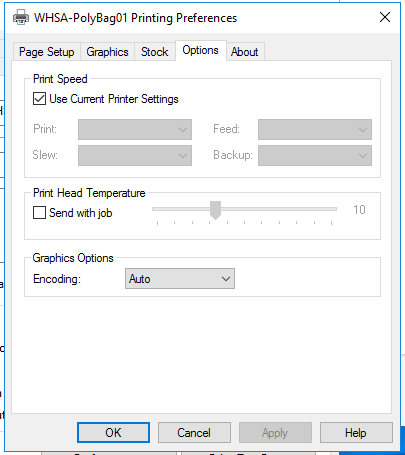 WHSA-PolyBag01 Printing Preferences
Page Setup Graphics Stock Options About
Print Speed
Use Current Printer Settings
Print: Feed:
Slew: Backup:
Print Head Temperature
Send with job 10
Graphics Options
Encoding: Auto
OK Cancel Apply Help